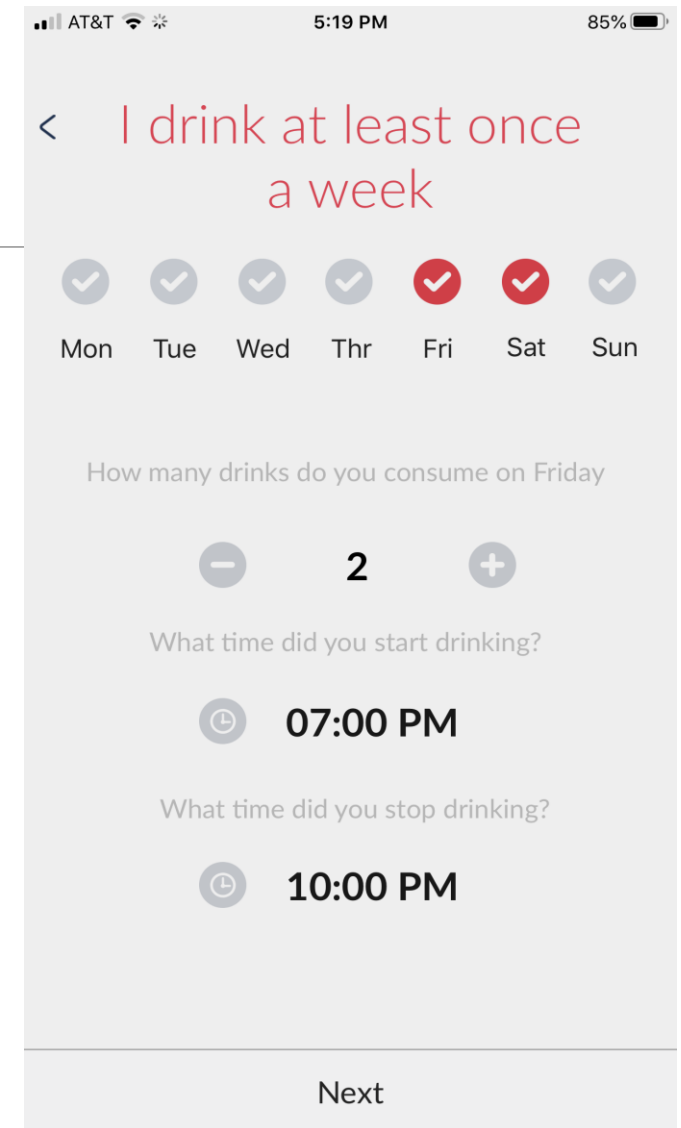 AT&T 5:19 PM 85%
I drink at least once
a week
Mon Tue Wed Thr Fri Sat Sun
How many drinks do you consume on Friday
2
What time did you start drinking?
07:00 PM
What time did you stop drinking?
10:00 PM
Next